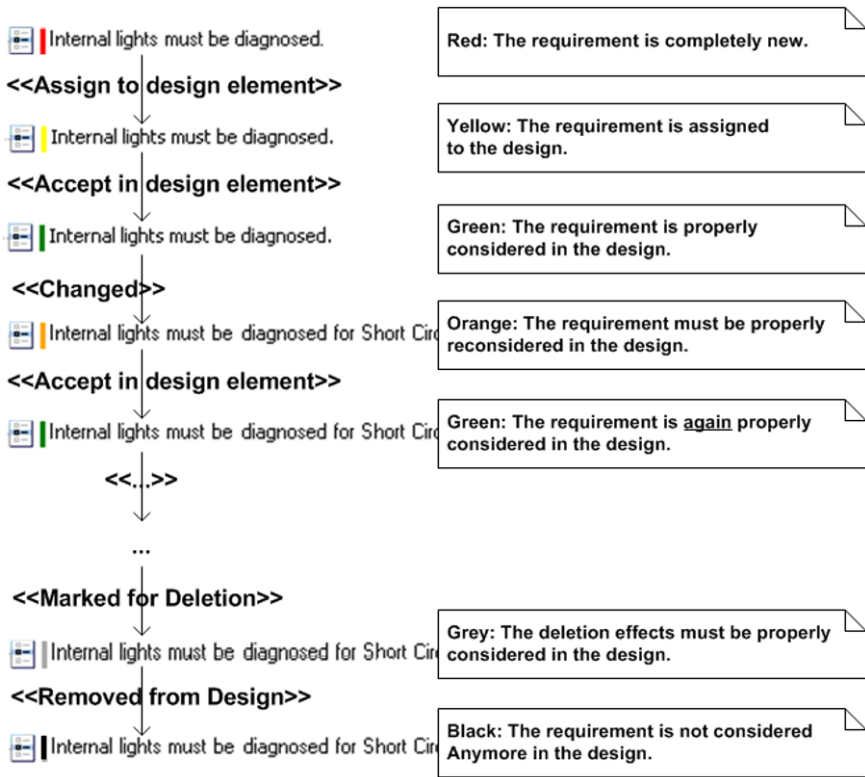 Internal lights must be diagnosed.
Red: The requirement is completely new.
<<Assign to design element>>
Internal lights must be diagnosed.
Yellow: The requirement is assigned
to the design.
<<Accept in design element>>
Internal lights must be diagnosed.
Green: The requirement is properly
considered in the design.
<<Changed>>
Internal lights must be diagnosed for Short Circ
Orange: The requirement must be properly
reconsidered in the design.
<<Accept in design element>>
Internal lights must be diagnosed for Short Circ
Green: The requirement is again properly
considered in the design.
<<...>>
...
<<Marked for Deletion>>
Internal lights must be diagnosed for Short Circ
Grey: The deletion effects must be properly
considered in the design.
<<Removed from Design>>
Internal lights must be diagnosed for Short Circ
Black: The requirement is not considered
Anymore in the design.